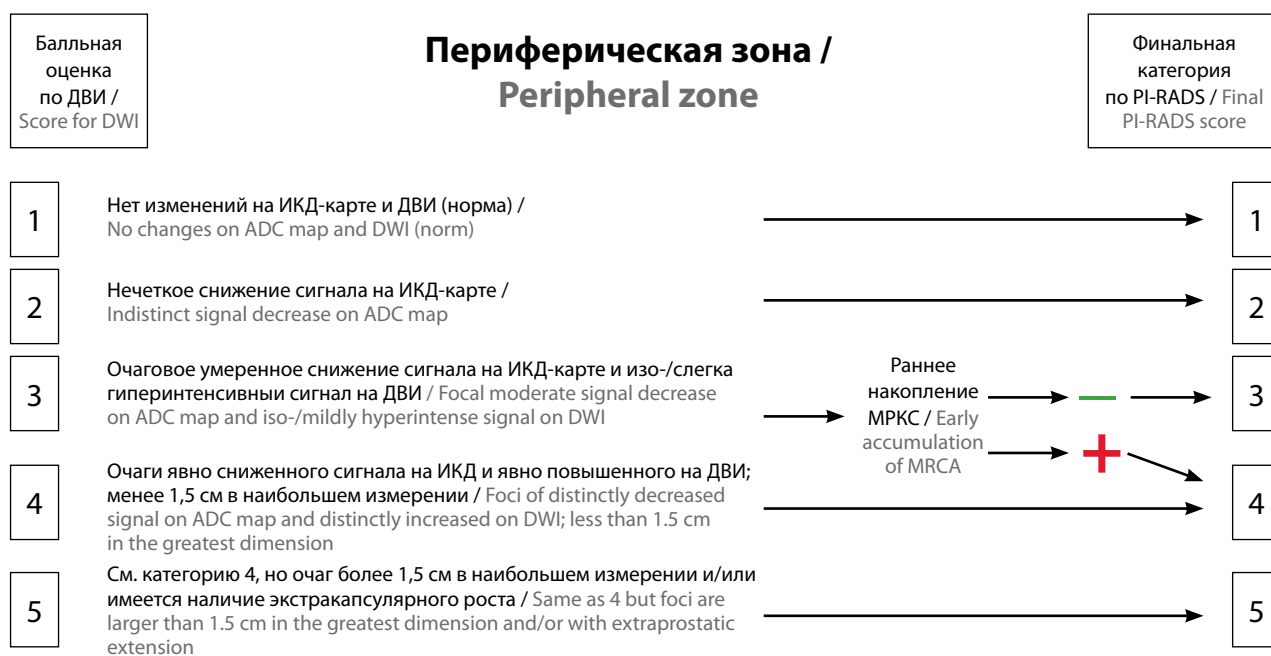 Балльная
оценка
по ДВИ /
Score for DWI
Периферическая зона /
Peripheral zone
Финальная
категория
по PI-RADS / Final
PI-RADS score
1
Нет изменений на ИКД-карте и ДВИ (норма) /
No changes on ADC map and DWI (norm)
1
2
Нечеткое снижение сигнала на ИКД-карте /
Indistinct signal decrease on ADC map
2
3
Очаговое умеренное снижение сигнала на ИКД-карте и изо-/слегка
гиперинтенсивныи сигнал на ДВИ / Focal moderate signal decrease
on ADC map and iso-/mildly hyperintense signal on DWI
Раннее
накопление
МРКС / Early
accumulation
of MRCA
–
+
3
4
Очаги явно сниженного сигнала на ИКД и явно повышенного на ДВИ;
менее 1,5 см в наибольшем измерении / Foci of distinctly decreased
signal on ADC map and distinctly increased on DWI; less than 1.5 cm
in the greatest dimension
4
5
См. категорию 4, но очаг более 1,5 см в наибольшем измерении и/или
имеется наличие экстракапсулярного роста / Same as 4 but foci are
larger than 1.5 cm in the greatest dimension and/or with extraprostatic
extension
5